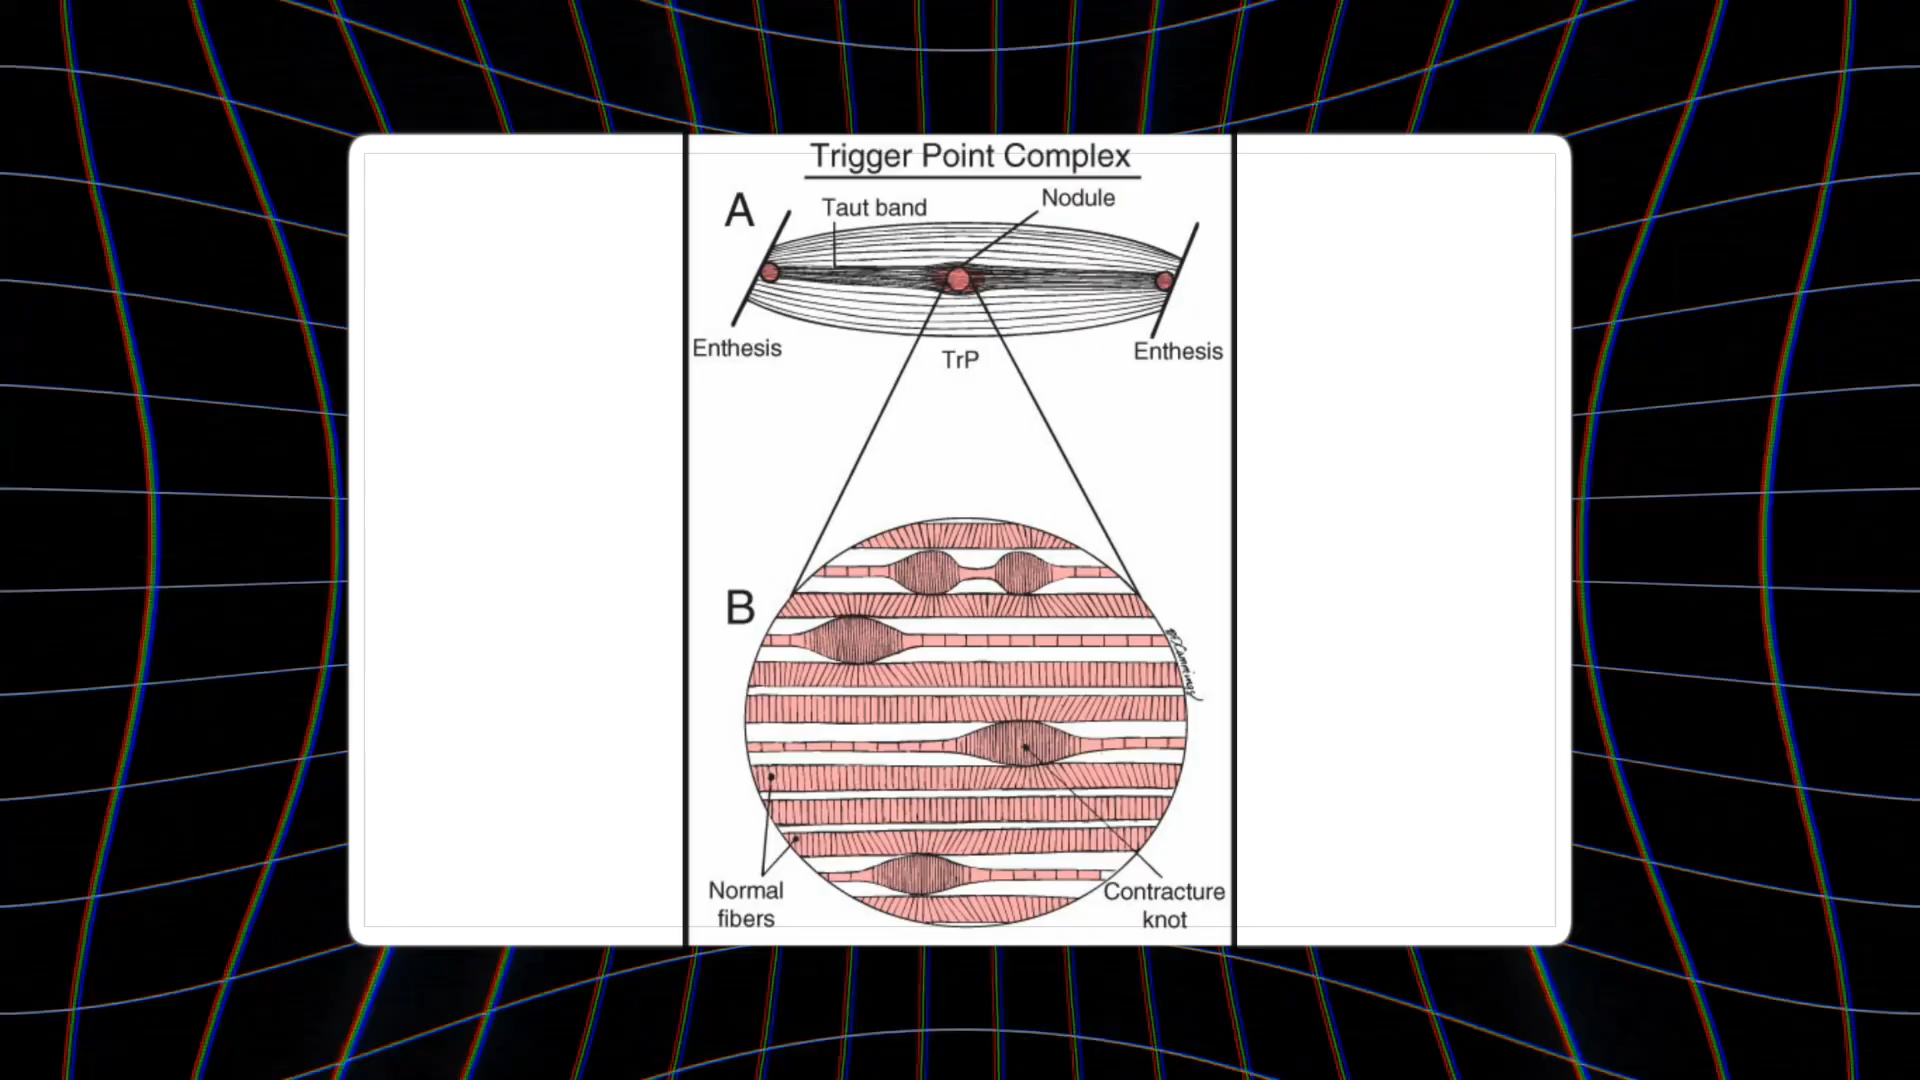 Trigger Point Complex
A
Taut band
Nodule
Enthesis
TrP
Enthesis
B
Normal
fibers
Contracture
knot